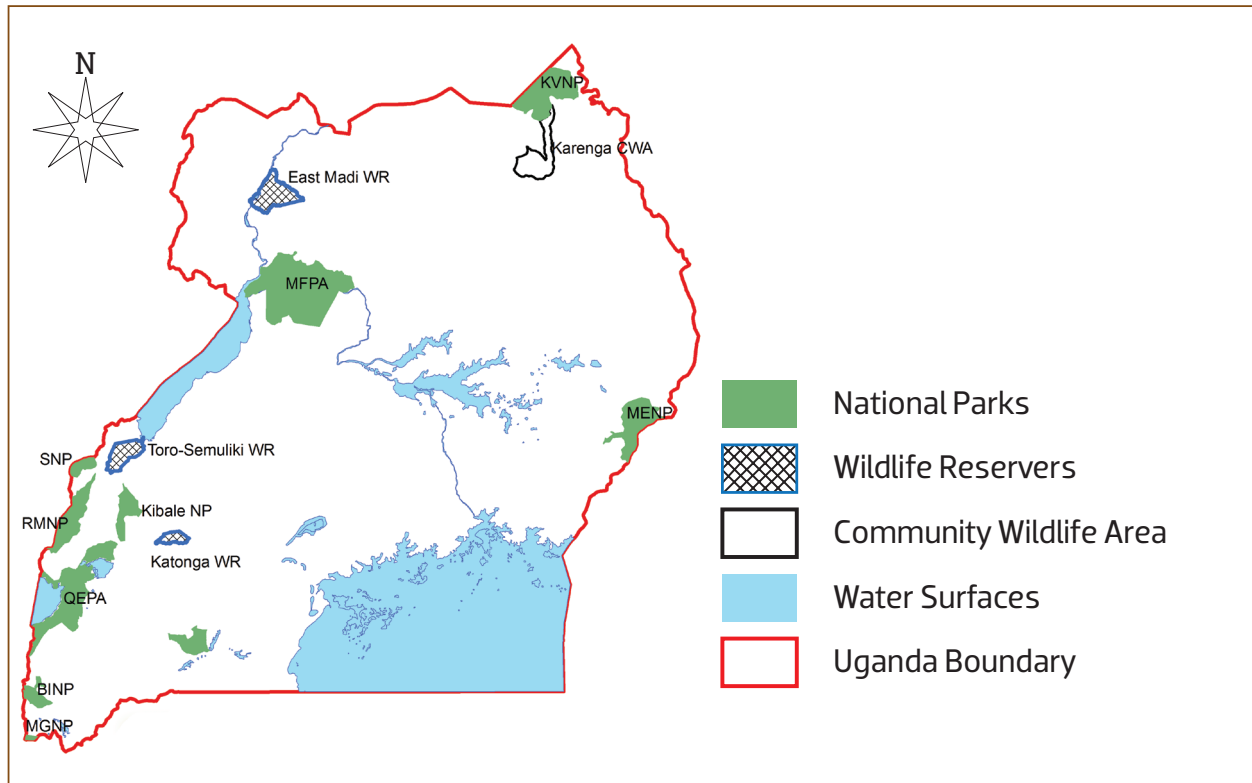 N
KVNP
Karenga CWA
East Madi WR
MFPA
MENP
Toro-Semuliki WR
SNP
Kibale NP
RMNP
Katonga WR
QEPA
BINP
MGNP
National Parks
Wildlife Reservers
Community Wildlife Area
Water Surfaces
Uganda Boundary